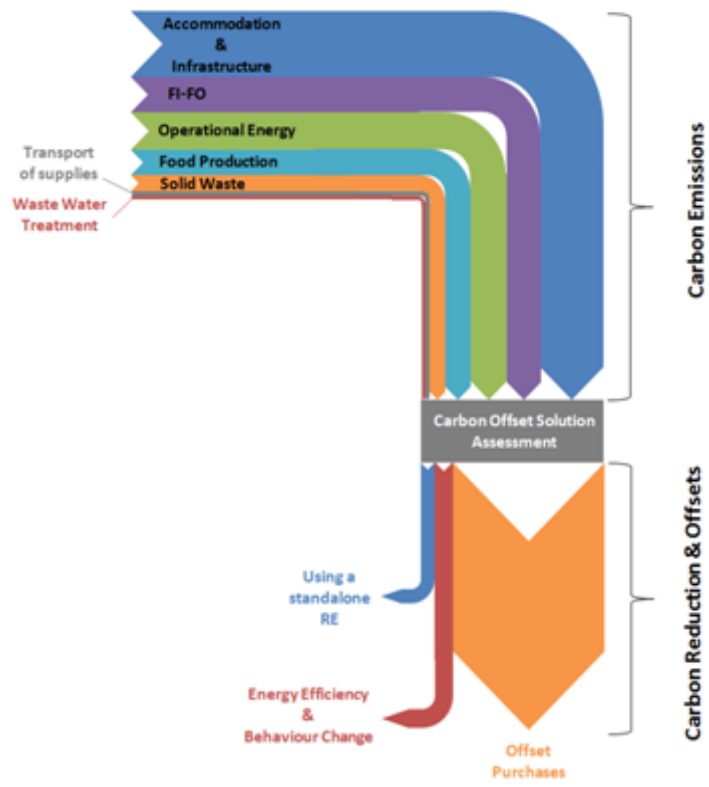 Accommodation
&
Infrastructure
FI-FO
Operational Energy
Food Production
Solid Waste
Transport
of supplies
Waste Water
Treatment
Carbon Emissions
Carbon Offset Solution
Assessment
Carbon Reduction & Offsets
Using a
standalone
RE
Energy Efficiency
&
Behaviour Change
Offset
Purchases